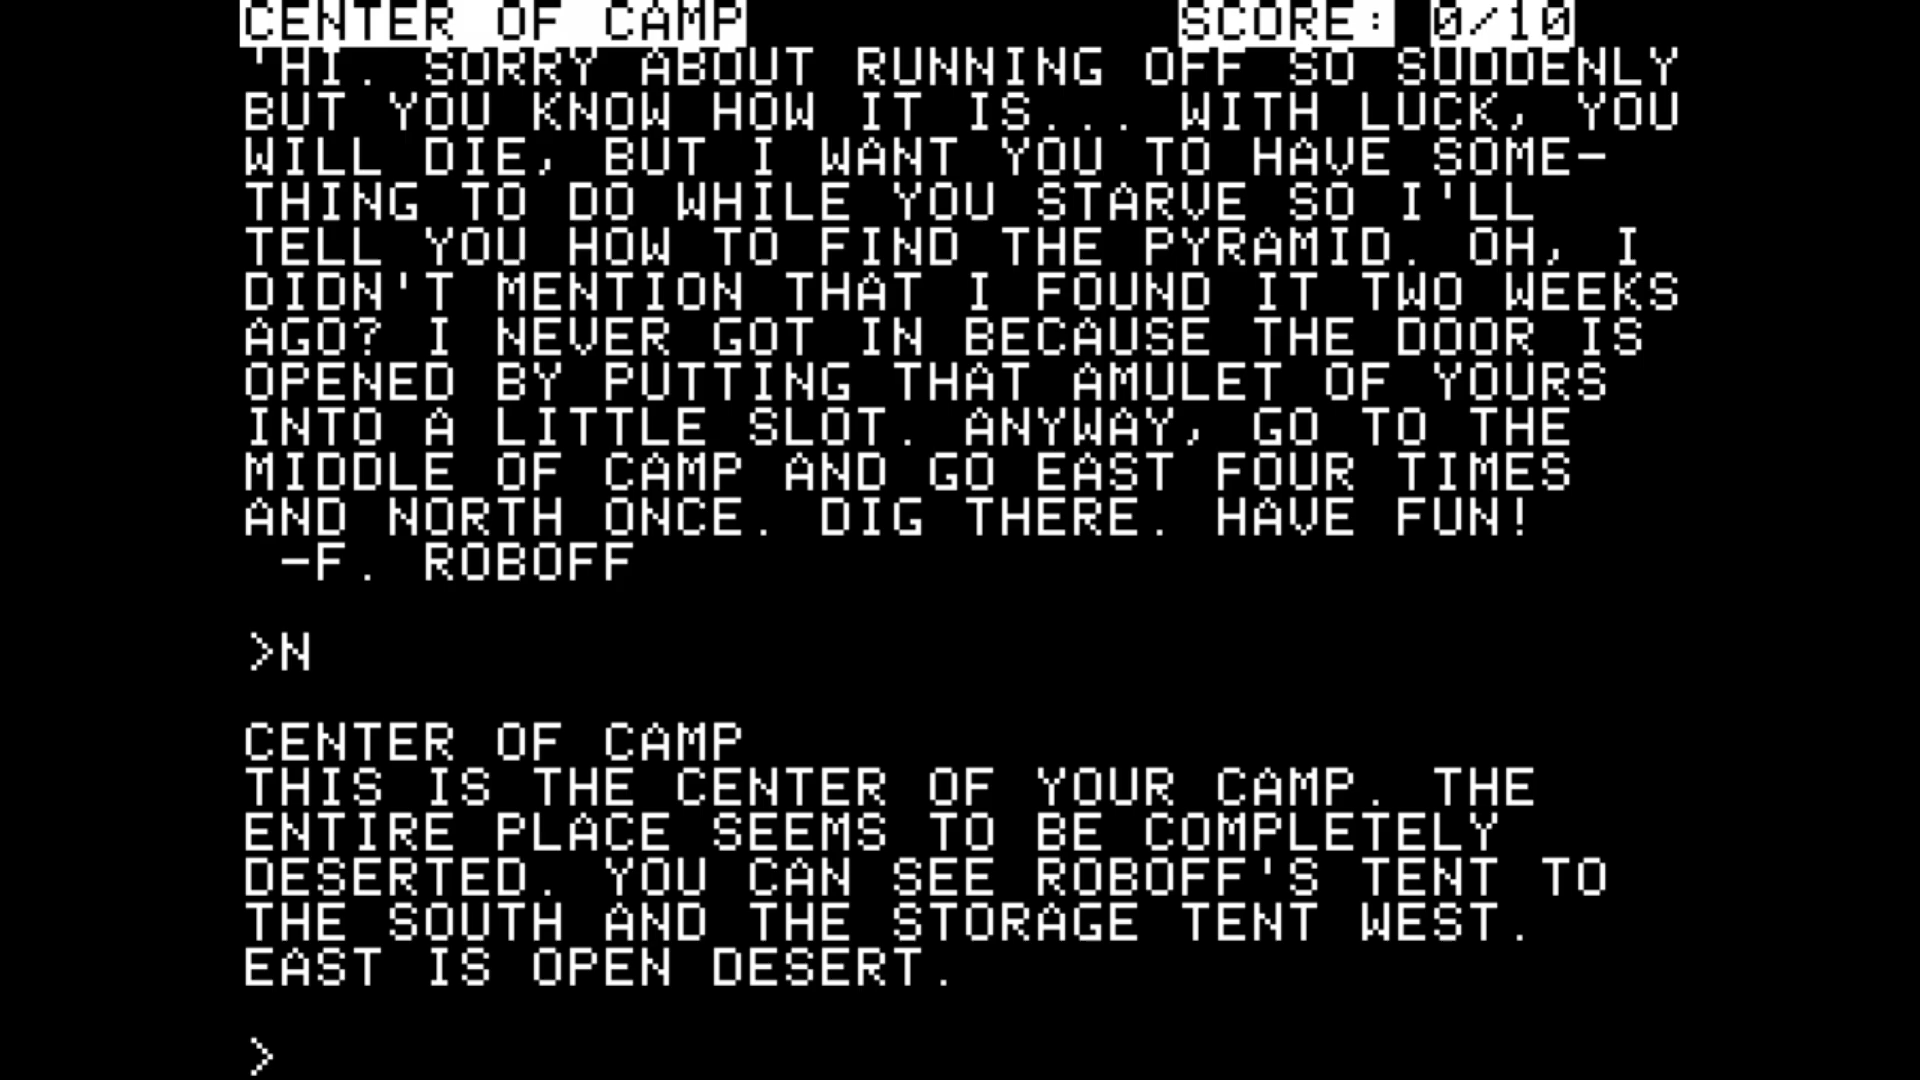 CENTER OF CAMP SCORE: 0/10
'HI. SORRY ABOUT RUNNING OFF SO SUDDENLY
BUT YOU KNOW HOW IT IS... WITH LUCK, YOU
WILL DIE, BUT I WANT YOU TO HAVE SOME-
THING TO DO WHILE YOU STARVE SO I'LL
TELL YOU HOW TO FIND THE PYRAMID. OH, I
DIDN'T MENTION THAT I FOUND IT TWO WEEKS
AGO? I NEVER GOT IN BECAUSE THE DOOR IS
OPENED BY PUTTING THAT AMULET OF YOURS
INTO A LITTLE SLOT. ANYWAY, GO TO THE
MIDDLE OF CAMP AND GO EAST FOUR TIMES
AND NORTH ONCE. DIG THERE. HAVE FUN!
-F. ROBOFF
>N
CENTER OF CAMP
THIS IS THE CENTER OF YOUR CAMP. THE
ENTIRE PLACE SEEMS TO BE COMPLETELY
DESERTED. YOU CAN SEE ROBOFF'S TENT TO
THE SOUTH AND THE STORAGE TENT WEST.
EAST IS OPEN DESERT.
>